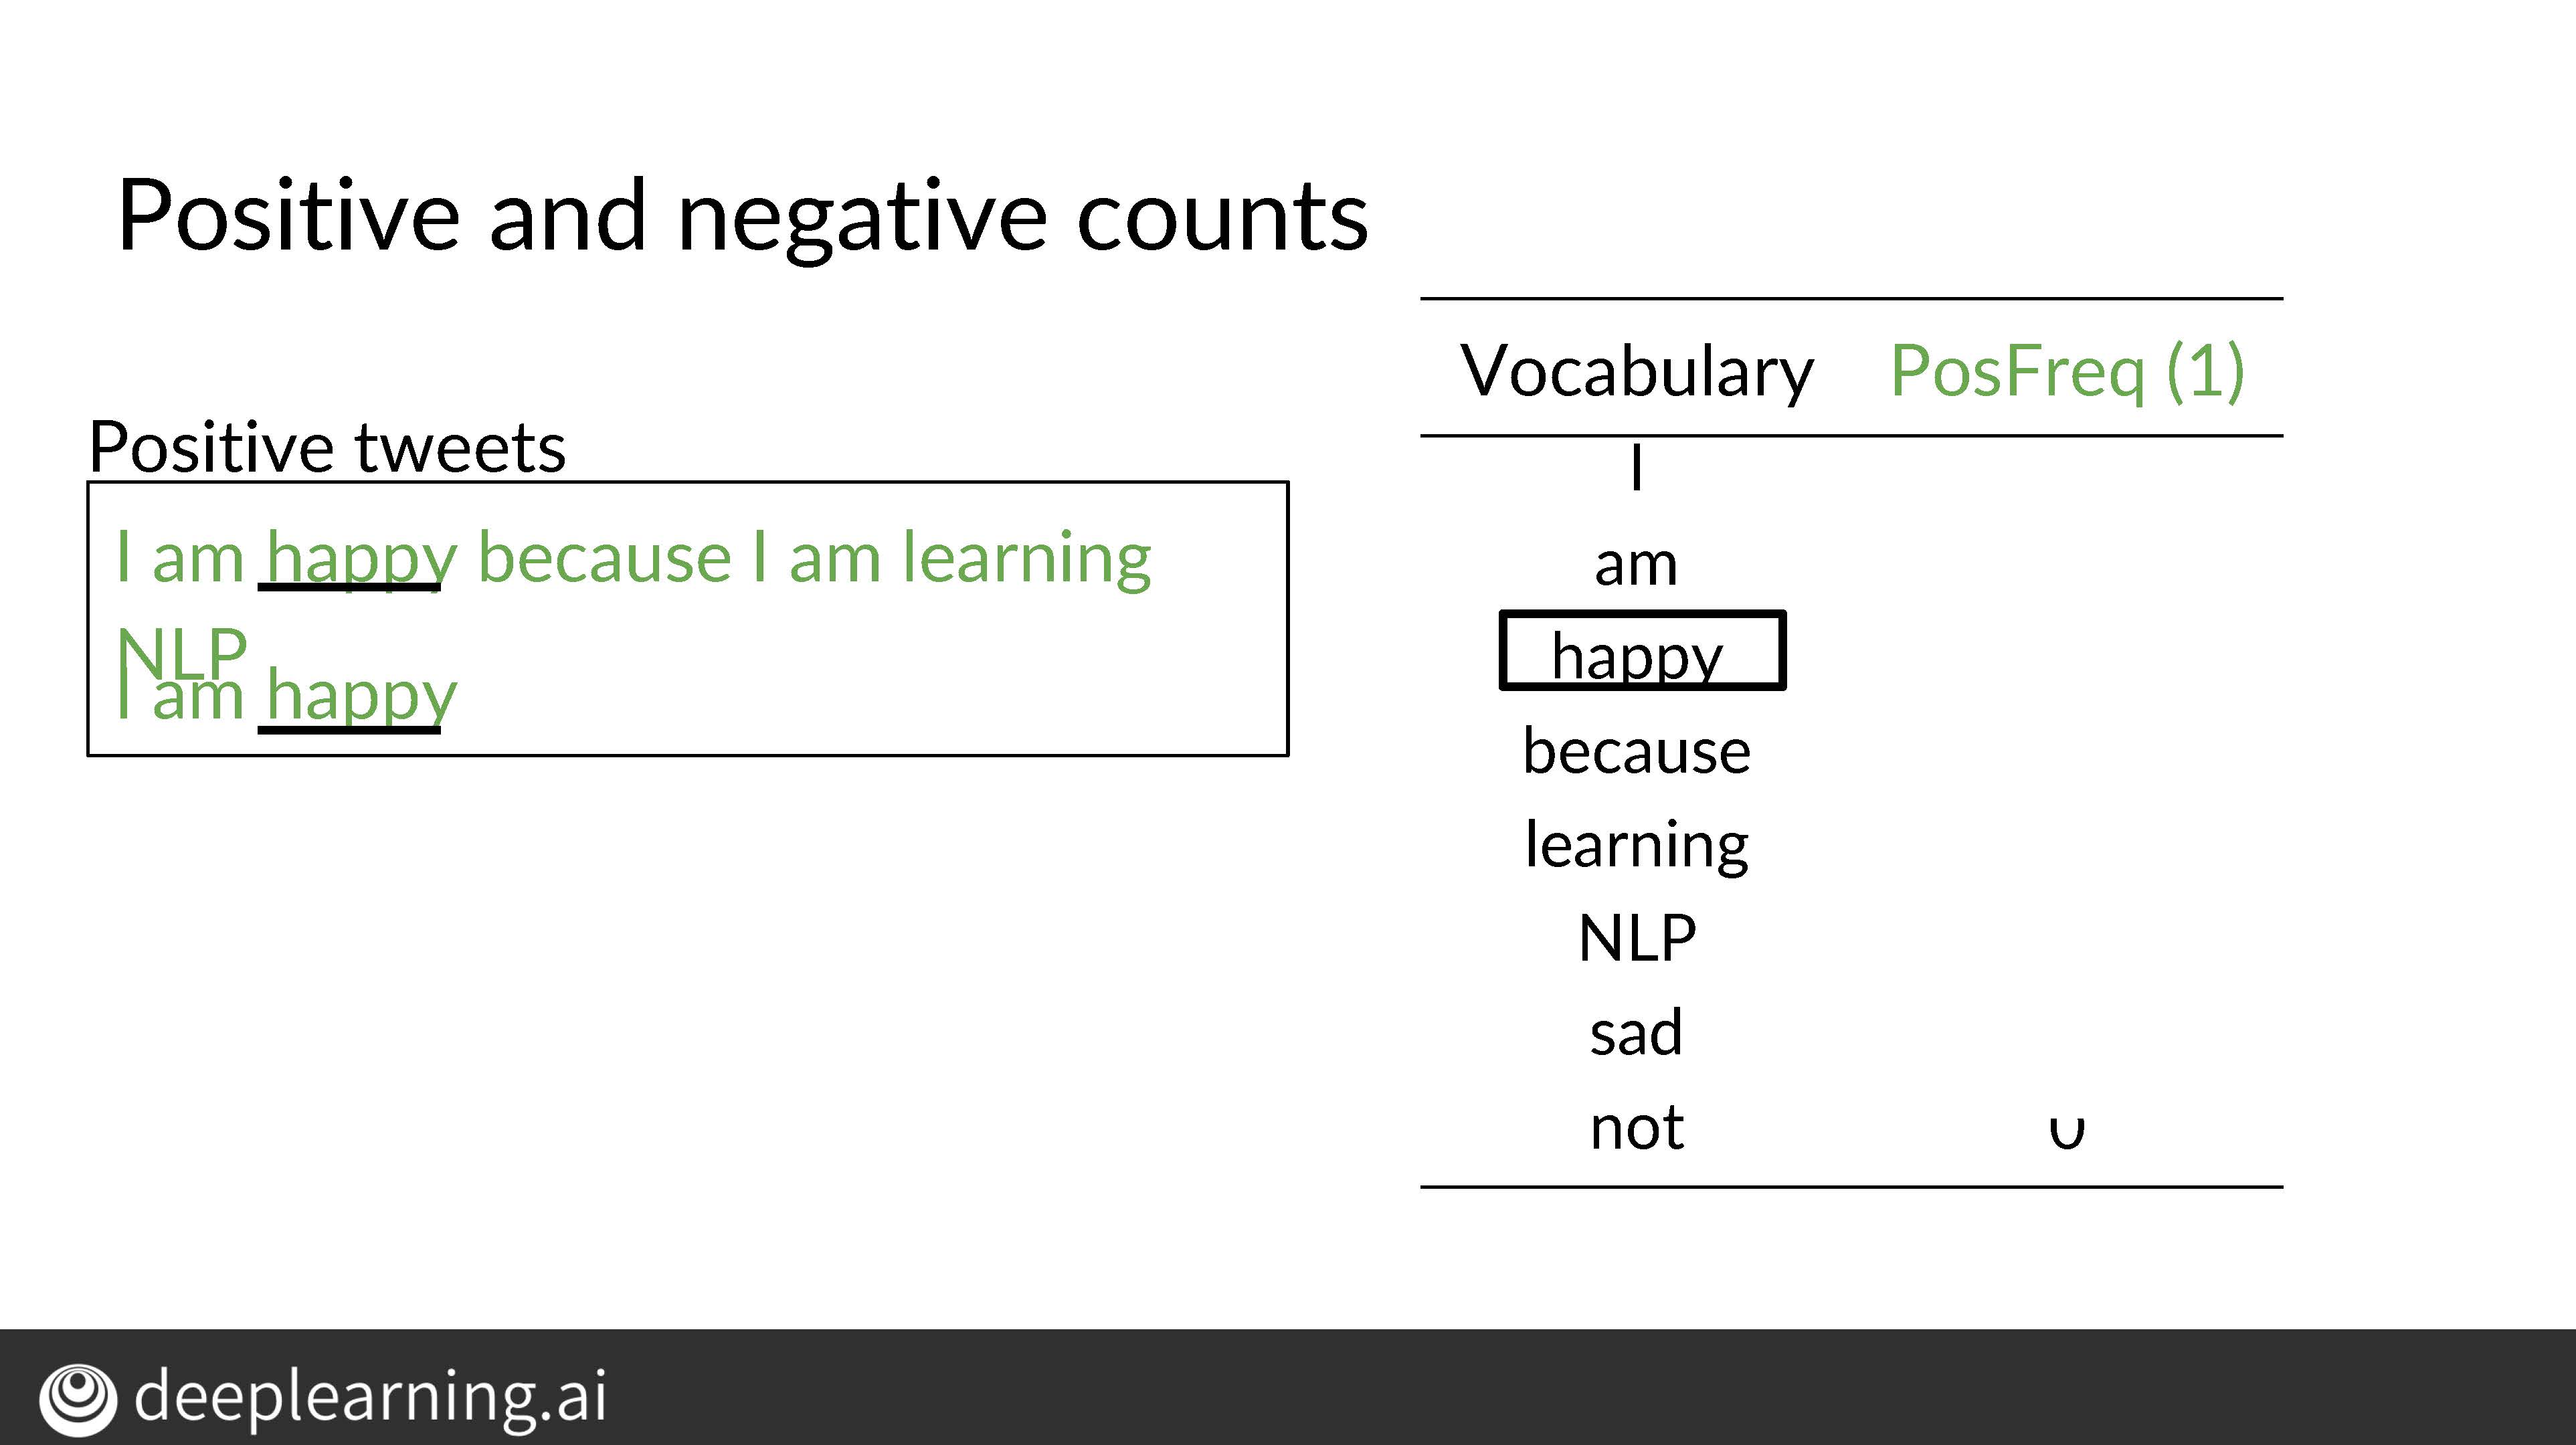 Positive and negative counts
Positive tweets
I am happy because I am learning
NLP
I am happy
Vocabulary PosFreq (1)
I
am
happy
because
learning
NLP
sad
not
deeplearning.ai